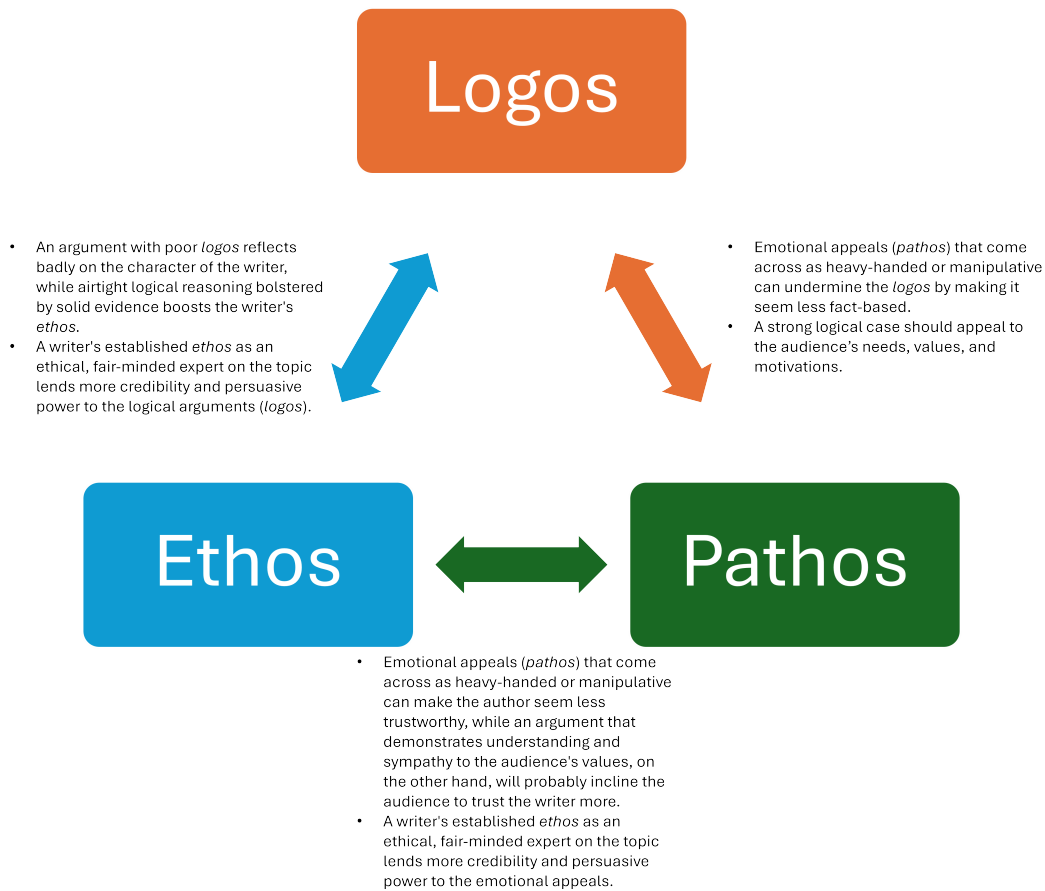 Logos
• An argument with poor logos reflects
badly on the character of the writer,
while airtight logical reasoning bolstered
by solid evidence boosts the writer's
ethos.
• A writer's established ethos as an
ethical, fair-minded expert on the topic
lends more credibility and persuasive
power to the logical arguments (logos).
• Emotional appeals (pathos) that come
across as heavy-handed or manipulative
can undermine the logos by making it
seem less fact-based.
• A strong logical case should appeal to
the audience’s needs, values, and
motivations.
Ethos
Pathos
• Emotional appeals (pathos) that come
across as heavy-handed or manipulative
can make the author seem less
trustworthy, while an argument that
demonstrates understanding and
sympathy to the audience's values, on
the other hand, will probably incline the
audience to trust the writer more.
• A writer's established ethos as an
ethical, fair-minded expert on the topic
lends more credibility and persuasive
power to the emotional appeals.